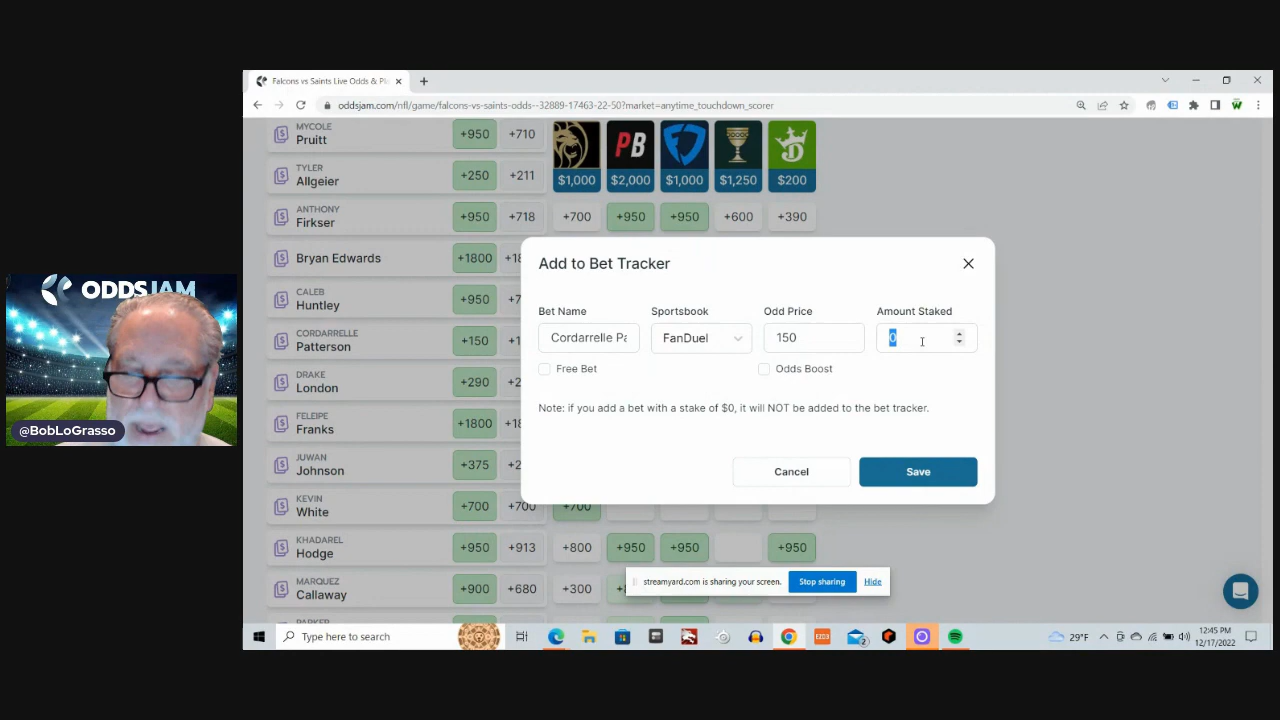 Falcons vs Saints Live Odds & Pl
oddsjam.com/nfl/game/falcons-vs-saints-odds--32889-17463-22-50?market=anytime_touchdown_scorer
MYCOLE
Pruitt
+950
+710
PB
TYLER
Allgeier
+250
+211
$1,000
$2,000
$1,000
$1,250
$200
ANTHONY
Firkser
+950
+718
+700
+950
+950
+600
+390
Bryan Edwards
+1800
+18
CALEB
Huntley
+950
+7
CORDARRELLE
Patterson
+150
+1
DRAKE
London
+290
+2
FELEIPE
Franks
+1800
+18
JUWAN
Johnson
+375
+2
KEVIN
White
+700
+700
+700
KHADAREL
Hodge
+950
+913
+800
+950
+950
+950
MARQUEZ
Callaway
+900
+680
+300
Add to Bet Tracker
Bet Name
Sportsbook
Odd Price
Amount Staked
Cordarrelle Pa
FanDuel
150
0
Free Bet
Odds Boost
Note: if you add a bet with a stake of $0, it will NOT be added to the bet tracker.
Cancel
Save
streamyard.com is sharing your screen.
Stop sharing
Hide
ODDSJAM
@BobLoGrasso
Type here to search
29°F
12:45 PM
12/17/2022